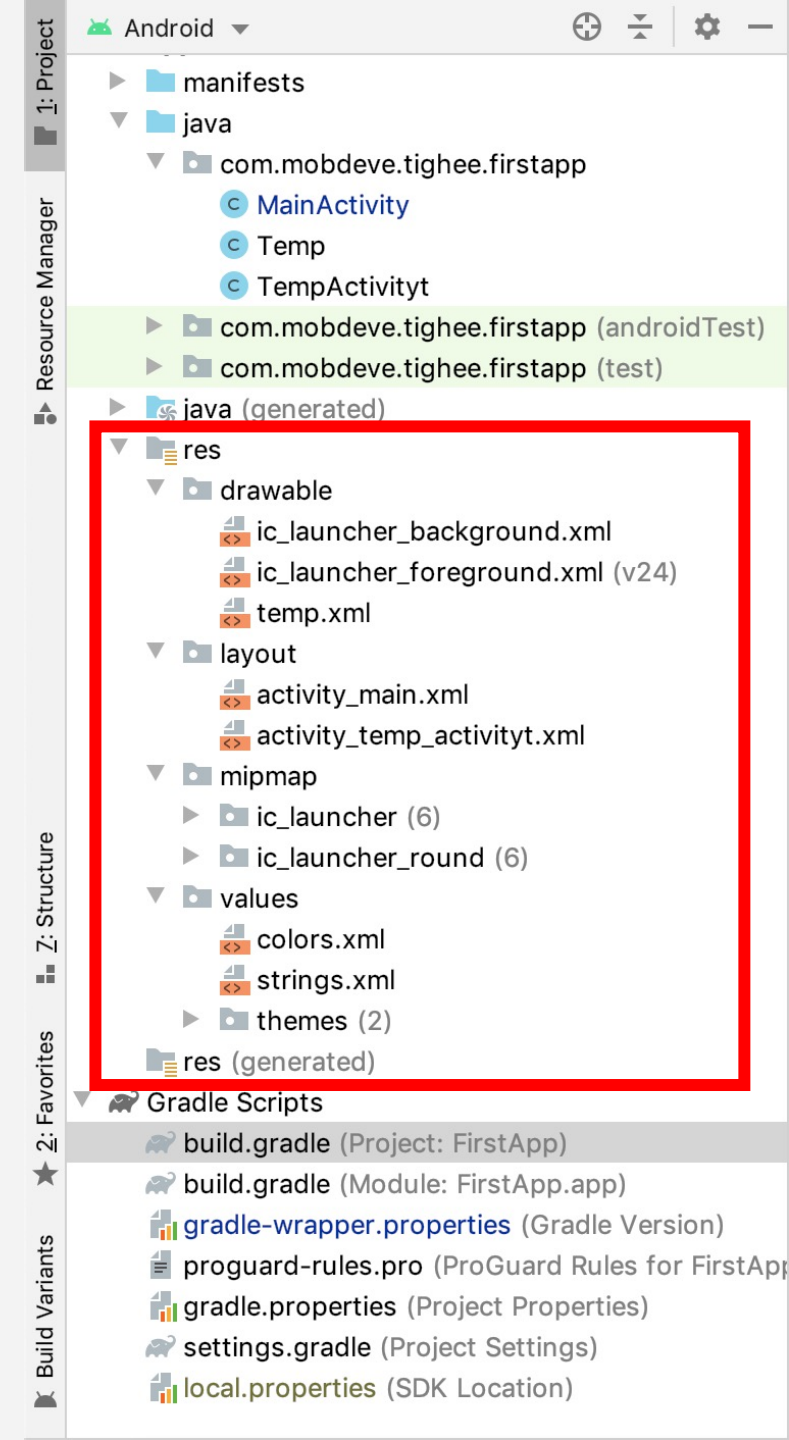 Android
manifests
java
com.mobdeve.tighee.firstapp
MainActivity
Temp
TempActivityt
com.mobdeve.tighee.firstapp (androidTest)
com.mobdeve.tighee.firstapp (test)
java (generated)
res
drawable
ic_launcher_background.xml
ic_launcher_foreground.xml (v24)
temp.xml
layout
activity_main.xml
activity_temp_activityt.xml
mipmap
ic_launcher (6)
ic_launcher_round (6)
values
colors.xml
strings.xml
themes (2)
res (generated)
Gradle Scripts
build.gradle (Project: FirstApp)
build.gradle (Module: FirstApp.app)
gradle-wrapper.properties (Gradle Version)
proguard-rules.pro (ProGuard Rules for FirstApp
gradle.properties (Project Properties)
settings.gradle (Project Settings)
local.properties (SDK Location)
1: Project
Resource Manager
7: Structure
2: Favorites
Build Variants